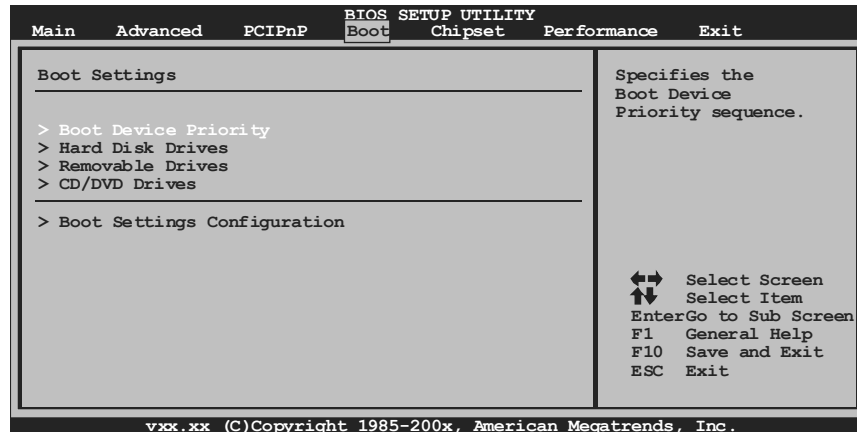 BIOS SETUP UTILITY
Main Advanced PCIPnP Boot Chipset Performance Exit
Boot Settings
> Boot Device Priority
> Hard Disk Drives
> Removable Drives
> CD/DVD Drives
> Boot Settings Configuration
Specifies the
Boot Device
Priority sequence.
Select Screen
Select Item
EnterGo to Sub Screen
F1 General Help
F10 Save and Exit
ESC Exit
vxx.xx (C)Copyright 1985-200x, American Megatrends, Inc.